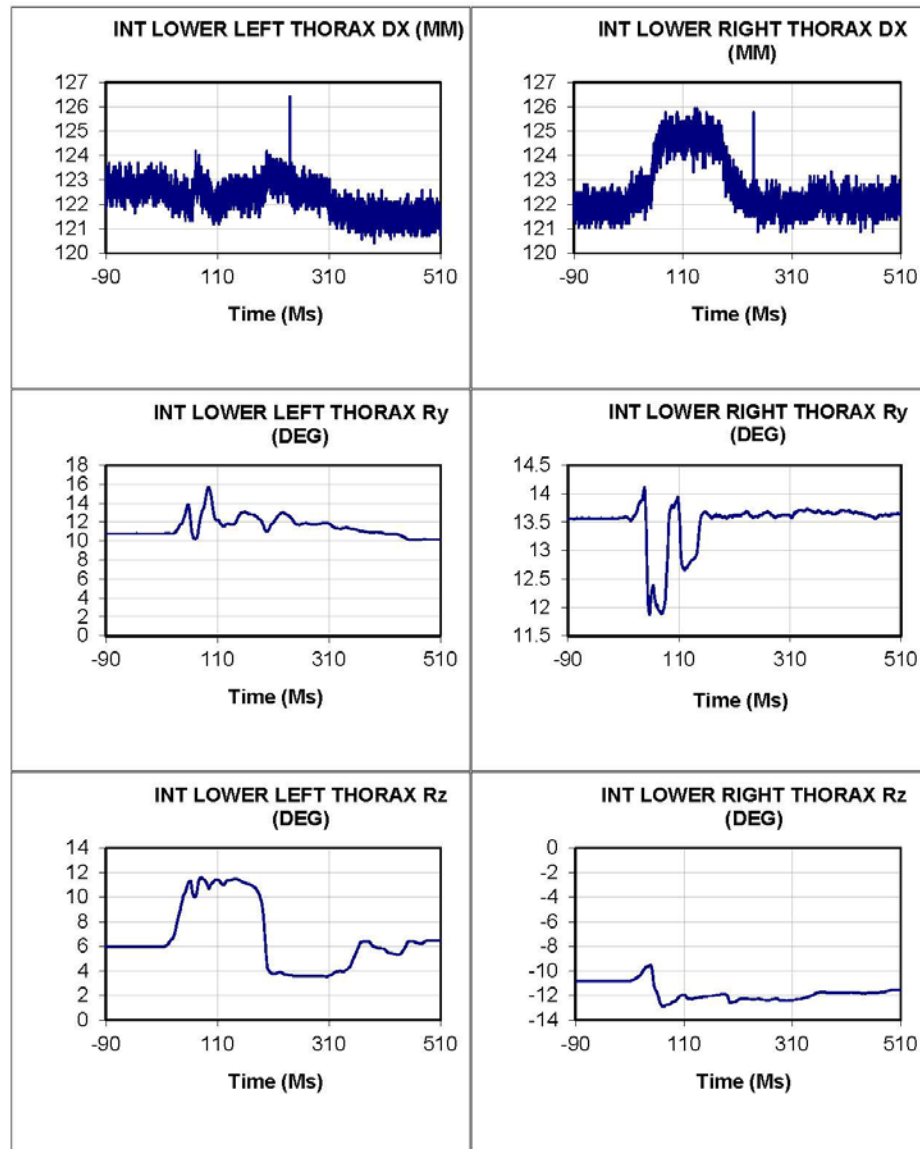 INT LOWER LEFT THORAX DX (MM)
127
126
125
124
123
122
121
120
-90 110 310 510
Time (Ms)
INT LOWER RIGHT THORAX DX
(MM)
127
126
125
124
123
122
121
120
-90 110 310 510
Time (Ms)
INT LOWER LEFT THORAX Ry
(DEG)
18
16
14
12
10
8
6
4
2
0
-90 110 310 510
Time (Ms)
INT LOWER RIGHT THORAX Ry
(DEG)
14.5
14
13.5
13
12.5
12
11.5
-90 110 310 510
Time (Ms)
INT LOWER LEFT THORAX Rz
(DEG)
14
12
10
8
6
4
2
0
-90 110 310 510
Time (Ms)
INT LOWER RIGHT THORAX Rz
(DEG)
0
-2
-4
-6
-8
-10
-12
-14
-90 110 310 510
Time (Ms)